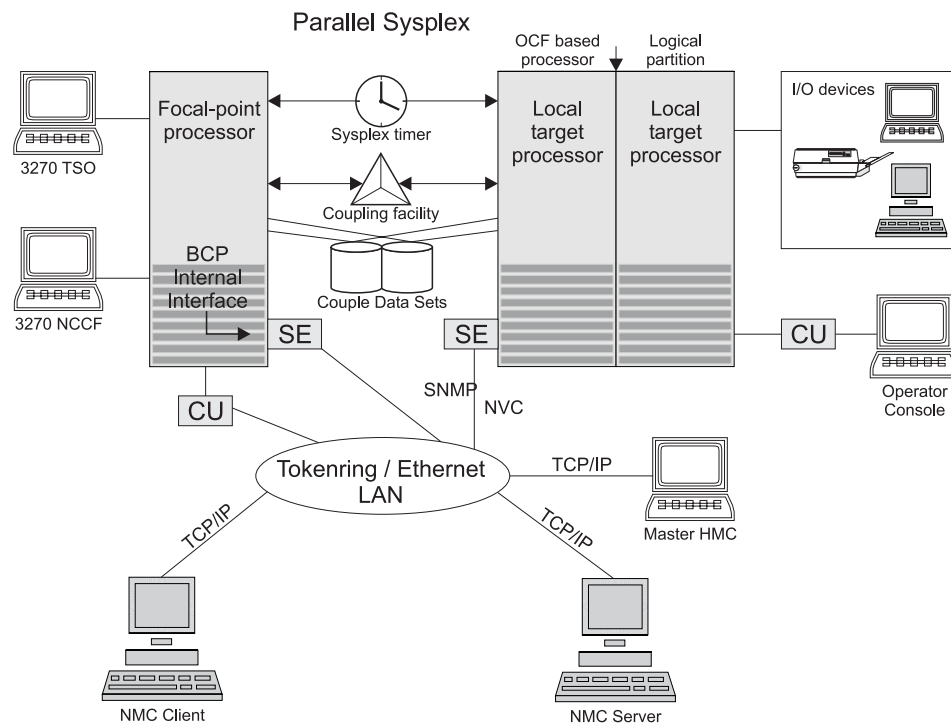 Parallel Sysplex
OCF based
processor
Logical
partition
Focal-point
processor
Sysplex timer
Local
target
processor
Local
target
processor
I/O devices
3270 TSO
Coupling facility
BCP
Internal
Interface
Couple Data Sets
3270 NCCF
SE
SE
CU
Operator
Console
SNMP
NVC
CU
Tokenring / Ethernet
LAN
TCP/IP
Master HMC
TCP/IP
TCP/IP
NMC Client
NMC Server